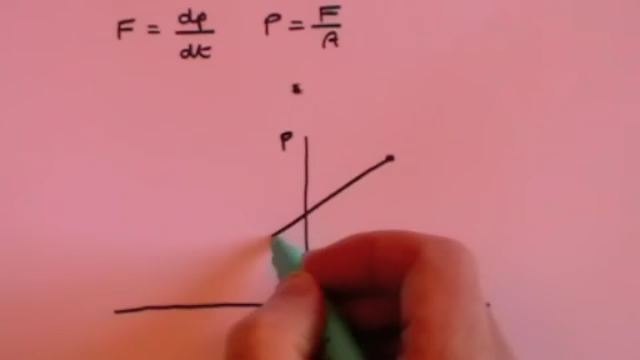 F = dp/dt P = F/A
P